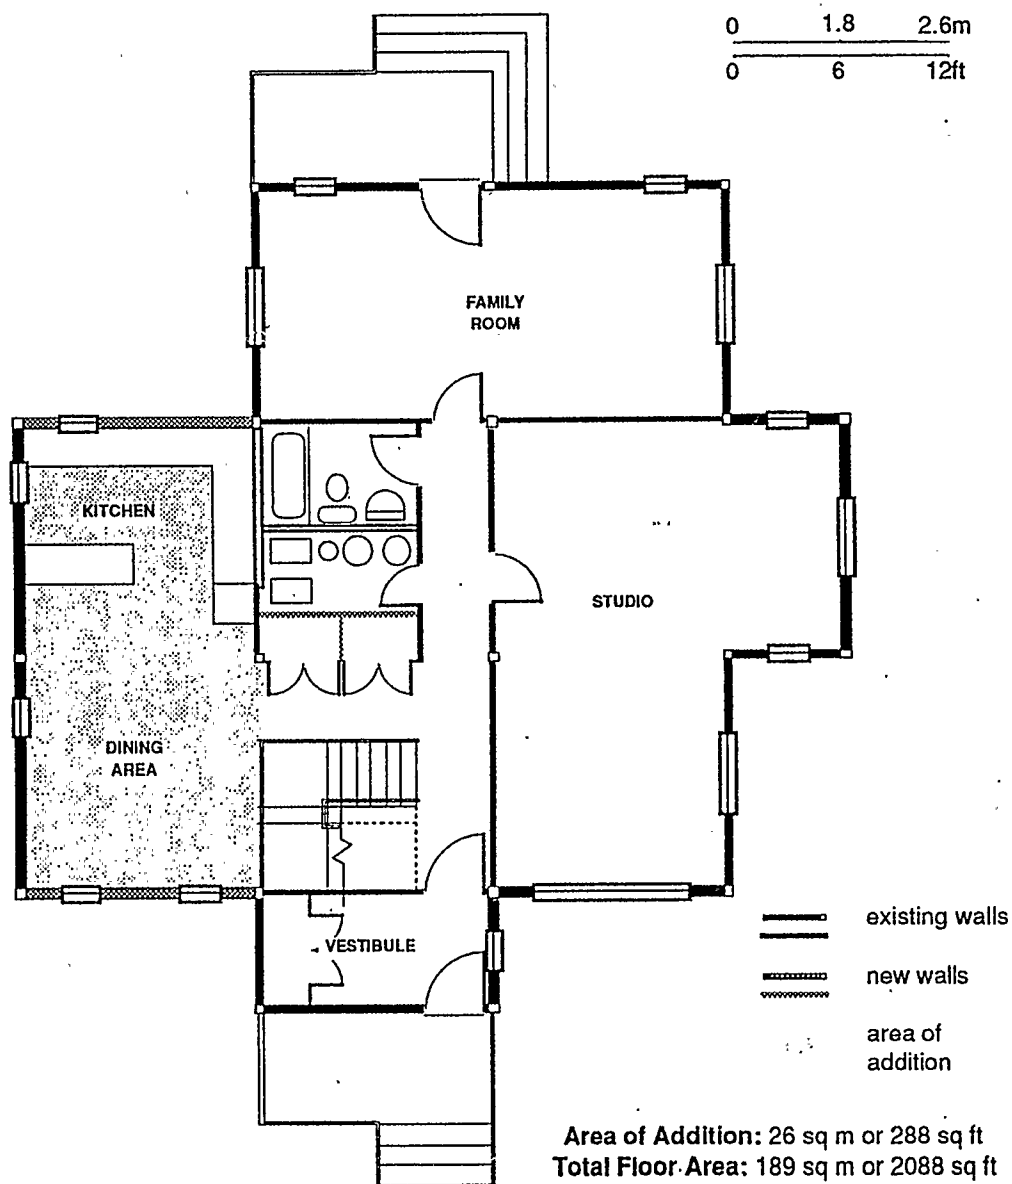 0 1.8 2.6m
0 6 12ft
FAMILY
ROOM
KITCHEN
STUDIO
DINING
AREA
VESTIBULE
existing walls
new walls
area of
addition
Area of Addition: 26 sq m or 288 sq ft
Total Floor Area: 189 sq m or 2088 sq ft